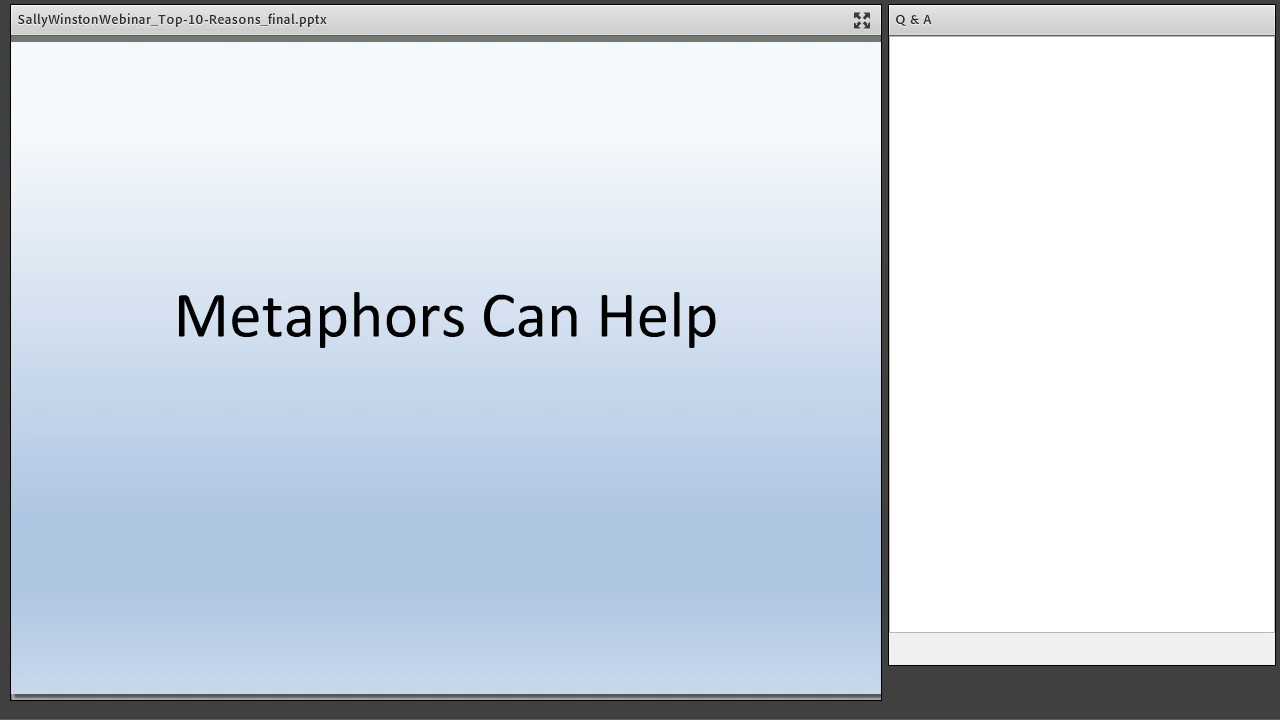 SallyWinstonWebinar_Top-10-Reasons_final.pptx
Q & A
Metaphors Can Help